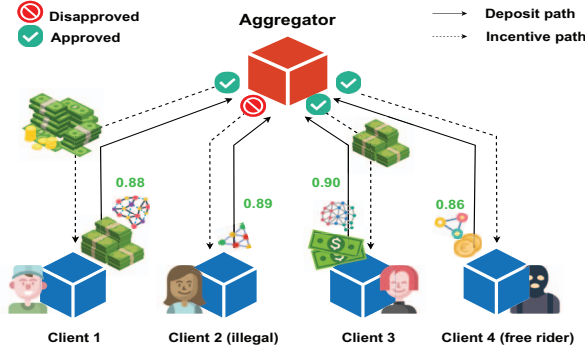 Disapproved
Approved
Aggregator
Deposit path
Incentive path
0.88
0.89
0.90
0.86
Client 1
Client 2 (illegal)
Client 3
Client 4 (free rider)